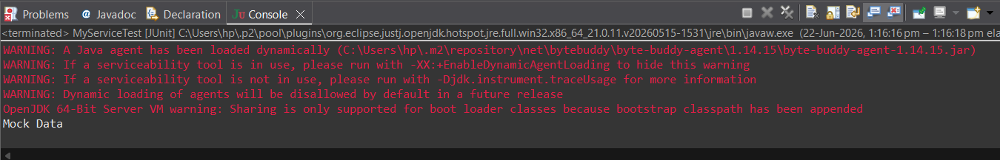 Problems @ Javadoc Declaration Ju Console
<terminated> MyServiceTest [JUnit] C:\Users\hp\.p2\pool\plugins\org.eclipse.justj.openjdk.hotspot.jre.full.win32.x86_64_21.0.11.v20260515-1531\jre\bin\javaw.exe (22-Jun-2026, 1:16:16 pm – 1:16:18 pm ela
WARNING: A Java agent has been loaded dynamically (C:\Users\hp\.m2\repository\net\bytebuddy\byte-buddy-agent\1.14.15\byte-buddy-agent-1.14.15.jar)
WARNING: If a serviceability tool is in use, please run with -XX:+EnableDynamicAgentLoading to hide this warning
WARNING: If a serviceability tool is not in use, please run with -Djdk.instrument.traceUsage for more information
WARNING: Dynamic loading of agents will be disallowed by default in a future release
OpenJDK 64-Bit Server VM warning: Sharing is only supported for boot loader classes because bootstrap classpath has been appended
Mock Data